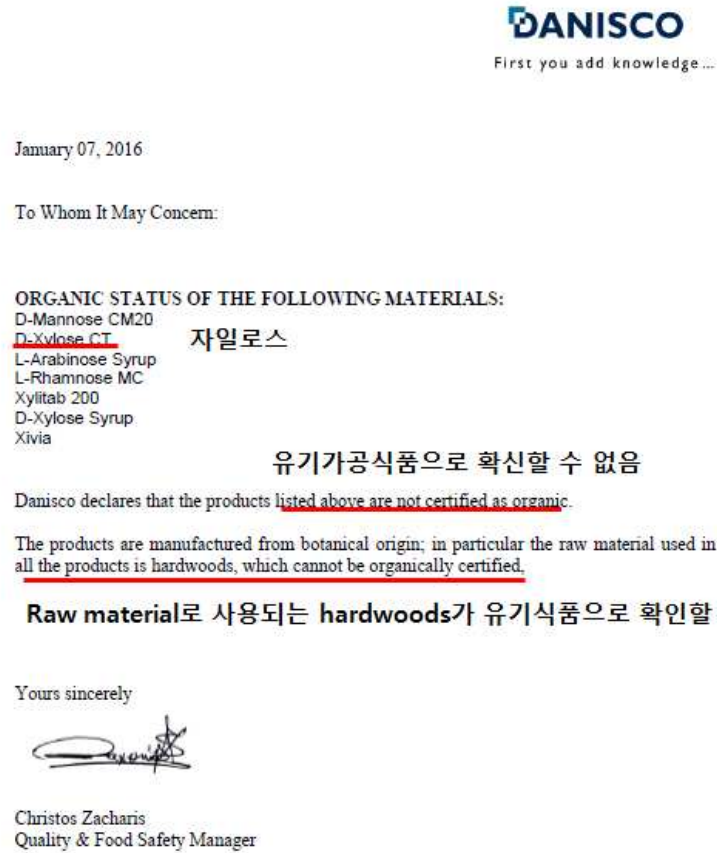 DANISCO
First you add knowledge...
January 07, 2016
To Whom It May Concern:
ORGANIC STATUS OF THE FOLLOWING MATERIALS:
D-Mannose CM20
D-Xylose CT 자일로스
L-Arabinose Syrup
L-Rhamnose MC
Xylitab 200
D-Xylose Syrup
Xivia
유기가공식품으로 확신할 수 없음
Danisco declares that the products listed above are not certified as organic.
The products are manufactured from botanical origin; in particular the raw material used in
all the products is hardwoods, which cannot be organically certified,
Raw material로 사용되는 hardwoods가 유기식품으로 확인할
Yours sincerely
Christos Zacharis
Quality & Food Safety Manager